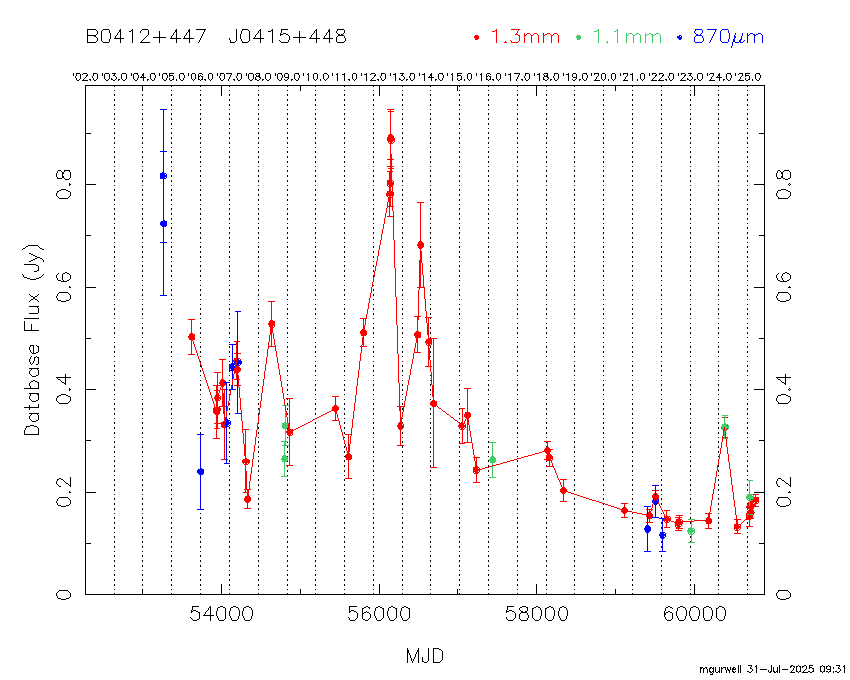 B0412+447 J0415+448 1.3mm 1.1mm 870μm
'02.0 '03.0 '04.0 '05.0 '06.0 '07.0 '08.0 '09.0 '10.0 '11.0 '12.0 '13.0 '14.0 '15.0 '16.0 '17.0 '18.0 '19.0 '20.0 '21.0 '22.0 '23.0 '24.0 '25.0
0.8 0.8
0.6 0.6
Database Flux (Jy)
0.4 0.4
0.2 0.2
0 0
54000 56000 58000 60000
MJD
mgurwell 31-Jul-2025 09:31